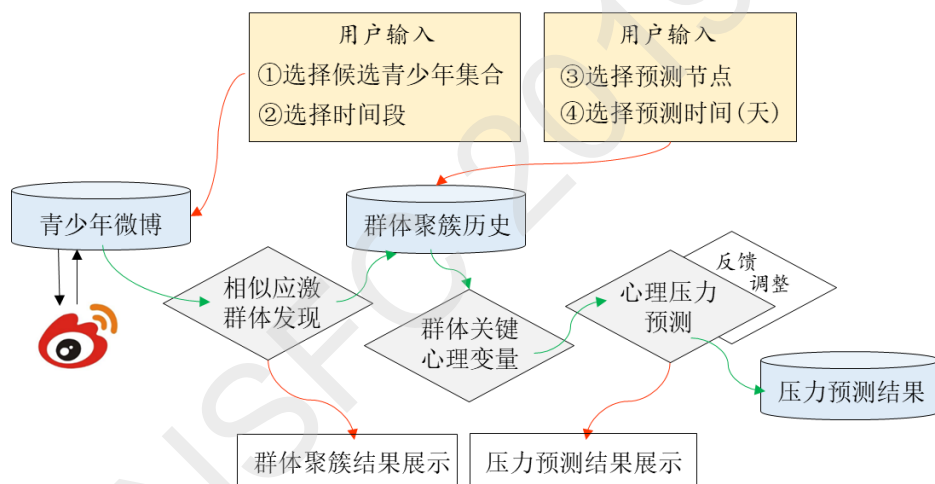 用户输入
①选择候选青少年集合
②选择时间段
用户输入
③选择预测节点
④选择预测时间(天)
青少年微博
群体聚簇历史
相似应激
群体发现
群体关键
心理变量
心理压力
预测
反馈
调整
压力预测结果
群体聚簇结果展示
压力预测结果展示
NSFC 2019